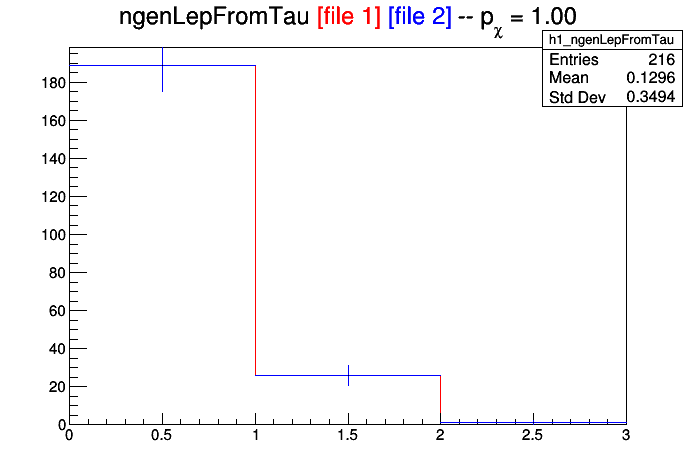 ngenLepFromTau [file 1] [file 2] -- pχ = 1.00
h1_ngenLepFromTau
Entries 216
Mean 0.1296
Std Dev 0.3494
180
160
140
120
100
80
60
40
20
0
0 0.5 1 1.5 2 2.5 3